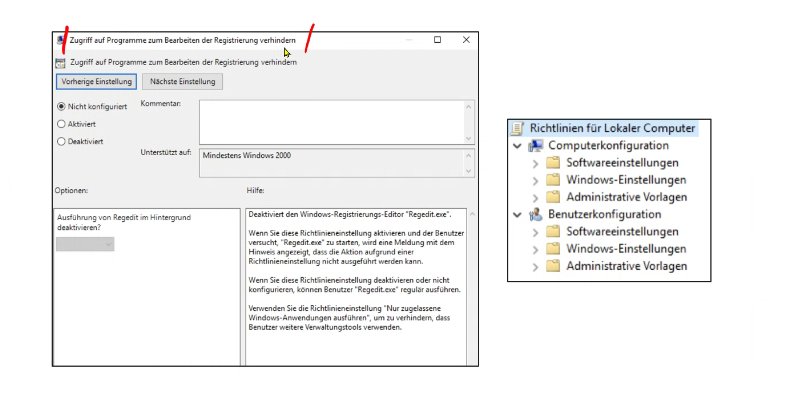 Zugriff auf Programme zum Bearbeiten der Registrierung verhindern
Zugriff auf Programme zum Bearbeiten der Registrierung verhindern
Vorherige Einstellung
Nächste Einstellung
Nicht konfiguriert
Kommentar:
Aktiviert
Deaktiviert
Unterstützt auf:
Mindestens Windows 2000
Optionen:
Hilfe:
Ausführung von Regedit im Hintergrund
deaktivieren?
Deaktiviert den Windows-Registrierungs-Editor "Regedit.exe".
Wenn Sie diese Richtlinieneinstellung aktivieren und der Benutzer
versucht, "Regedit.exe" zu starten, wird eine Meldung mit dem
Hinweis angezeigt, dass die Aktion aufgrund einer
Richtlinieneinstellung nicht ausgeführt werden kann.
Wenn Sie diese Richtlinieneinstellung deaktivieren oder nicht
konfigurieren, können Benutzer "Regedit.exe" regulär ausführen.
Verwenden Sie die Richtlinieneinstellung "Nur zugelassene
Windows-Anwendungen ausführen", um zu verhindern, dass
Benutzer weitere Verwaltungstools verwenden.
Richtlinien für Lokaler Computer
Computerkonfiguration
Softwareeinstellungen
Windows-Einstellungen
Administrative Vorlagen
Benutzerkonfiguration
Softwareeinstellungen
Windows-Einstellungen
Administrative Vorlagen